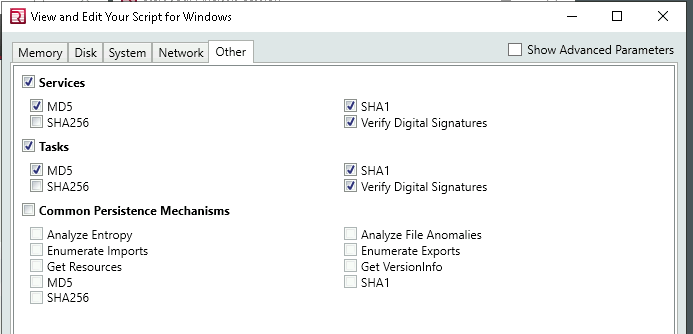 View and Edit Your Script for Windows
Memory Disk System Network Other Show Advanced Parameters
Services
MD5 SHA1
SHA256 Verify Digital Signatures
Tasks
MD5 SHA1
SHA256 Verify Digital Signatures
Common Persistence Mechanisms
Analyze Entropy Analyze File Anomalies
Enumerate Imports Enumerate Exports
Get Resources Get VersionInfo
MD5 SHA1
SHA256